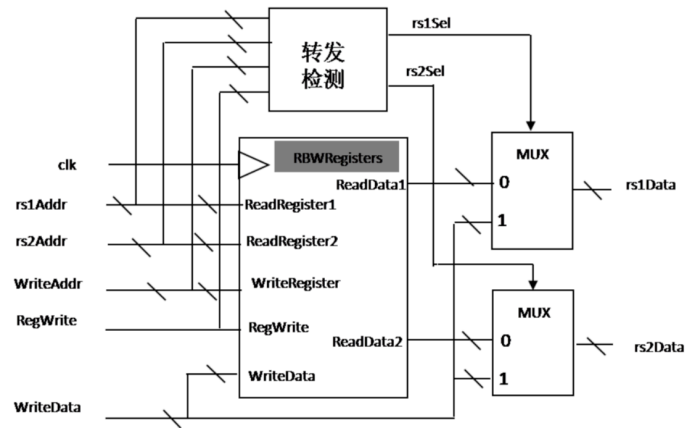 rs1Sel
转发
检测
rs2Sel
clk
RBWRegisters
MUX
ReadData1
0
rs1Data
rs1Addr
ReadRegister1
1
rs2Addr
ReadRegister2
WriteAddr
WriteRegister
RegWrite
RegWrite
MUX
ReadData2
0
rs2Data
WriteData
1
WriteData